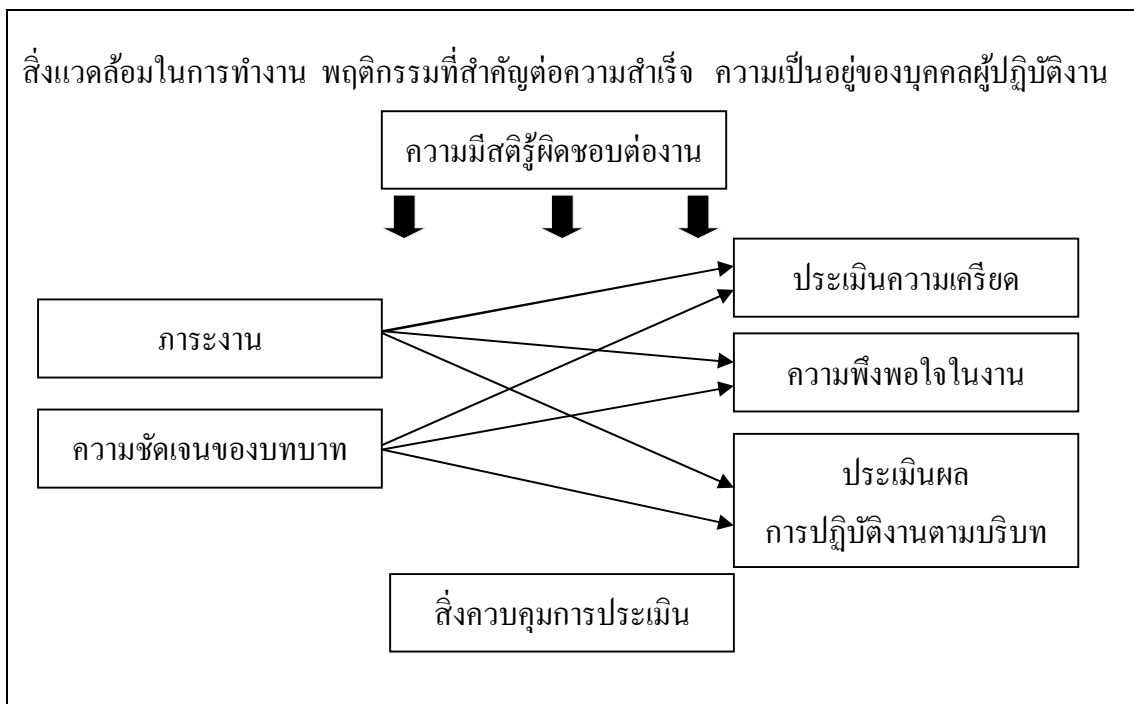 สิ่งแวดล้อมในการทำงาน พฤติกรรมที่สำคัญต่อความสำเร็จ ความเป็นอยู่ของบุคคลผู้ปฏิบัติงาน
ความมีสติรู้ผิดชอบต่องาน
ประเมินความเครียด
ภาระงาน
ความพึงพอใจในงาน
ความชัดเจนของบทบาท
ประเมินผล
การปฏิบัติงานตามบริบท
สิ่งควบคุมการประเมิน